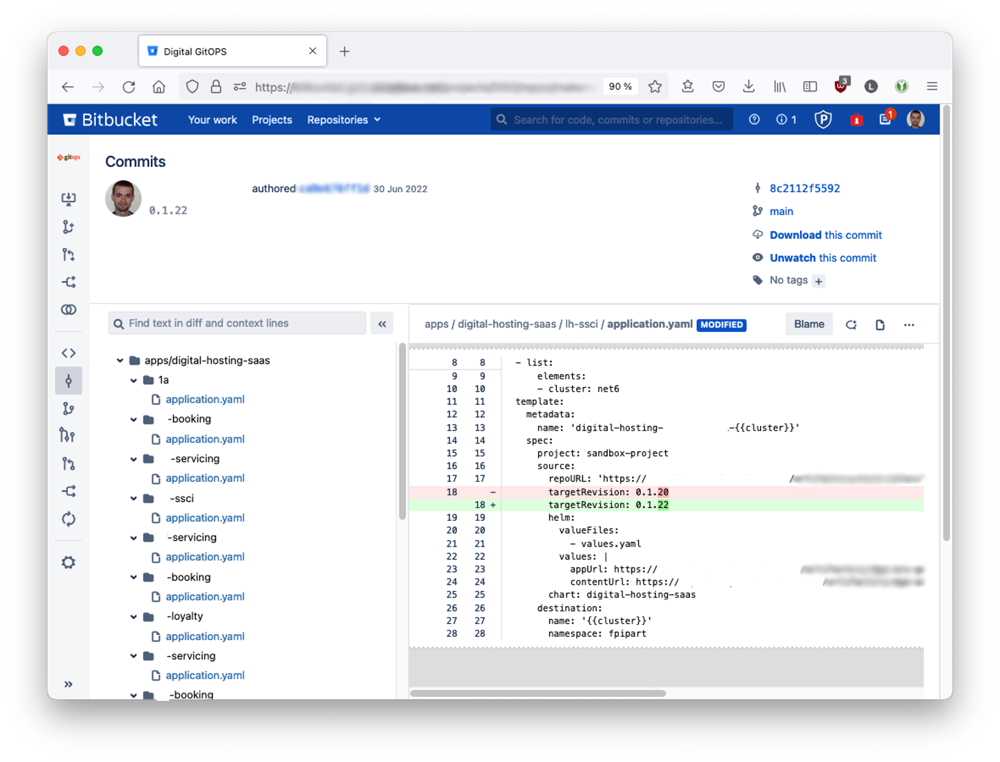 Digital GitOPS
https://
90 %
3
L
Bitbucket
Your work
Projects
Repositories
Search for code, commits or repositories...
1
P
1
gitops
Commits
authored 30 Jun 2022
0.1.22
8c2112f5592
main
Download this commit
Unwatch this commit
No tags +
Find text in diff and context lines
«
apps/digital-hosting-saas
1a
application.yaml
-booking
application.yaml
-servicing
application.yaml
-ssci
application.yaml
-servicing
application.yaml
-booking
application.yaml
-loyalty
application.yaml
-servicing
application.yaml
-booking
apps / digital-hosting-saas / lh-ssci / application.yaml MODIFIED
Blame
8 8 - list:
9 9 elements:
10 10 - cluster: net6
11 11 template:
12 12 metadata:
13 13 name: 'digital-hosting- -{{cluster}}'
14 14 spec:
15 15 project: sandbox-project
16 16 source:
17 17 repoURL: 'https:// /
18 - targetRevision: 0.1.20
18 + targetRevision: 0.1.22
19 19 helm:
20 20 valueFiles:
21 21 - values.yaml
22 22 values: |
23 23 appUrl: https:// /
24 24 contentUrl: https:// /
25 25 chart: digital-hosting-saas
26 26 destination:
27 27 name: '{{cluster}}'
28 28 namespace: fpipart